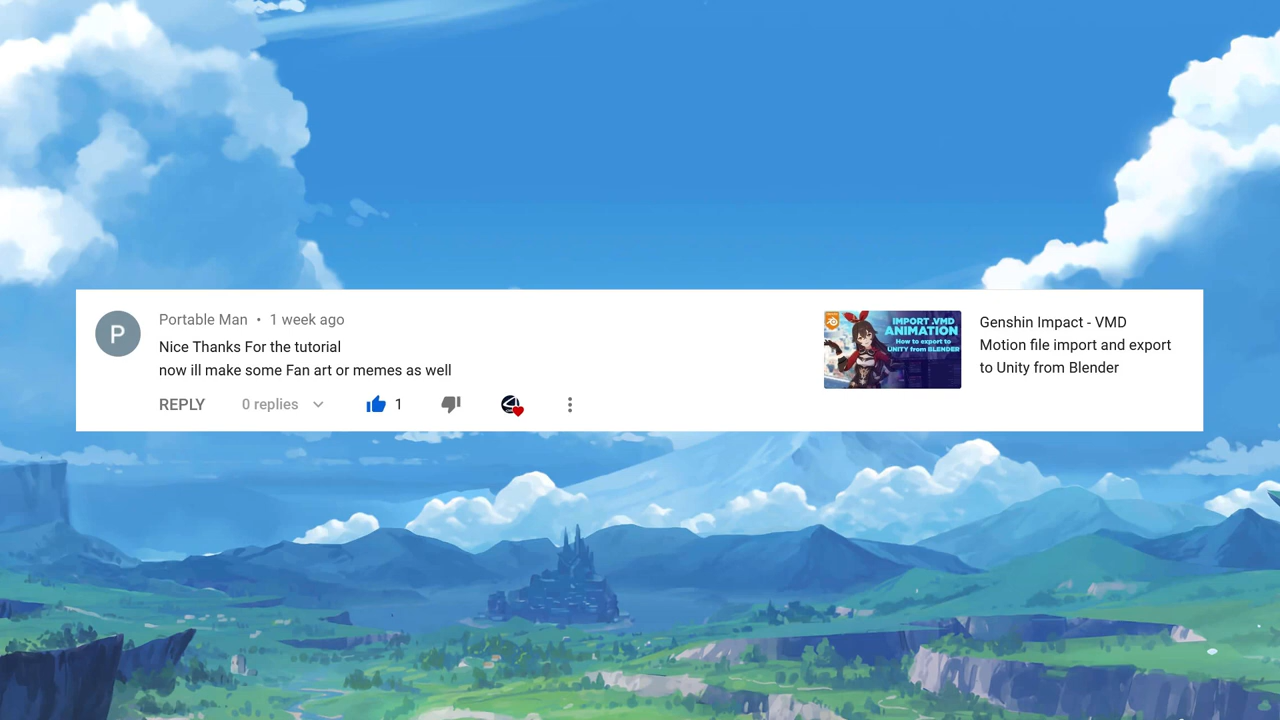 P
Portable Man • 1 week ago
Nice Thanks For the tutorial
now ill make some Fan art or memes as well
REPLY 0 replies 1
IMPORT .VMD
ANIMATION
How to export to
UNITY from BLENDER
Genshin Impact - VMD
Motion file import and export
to Unity from Blender